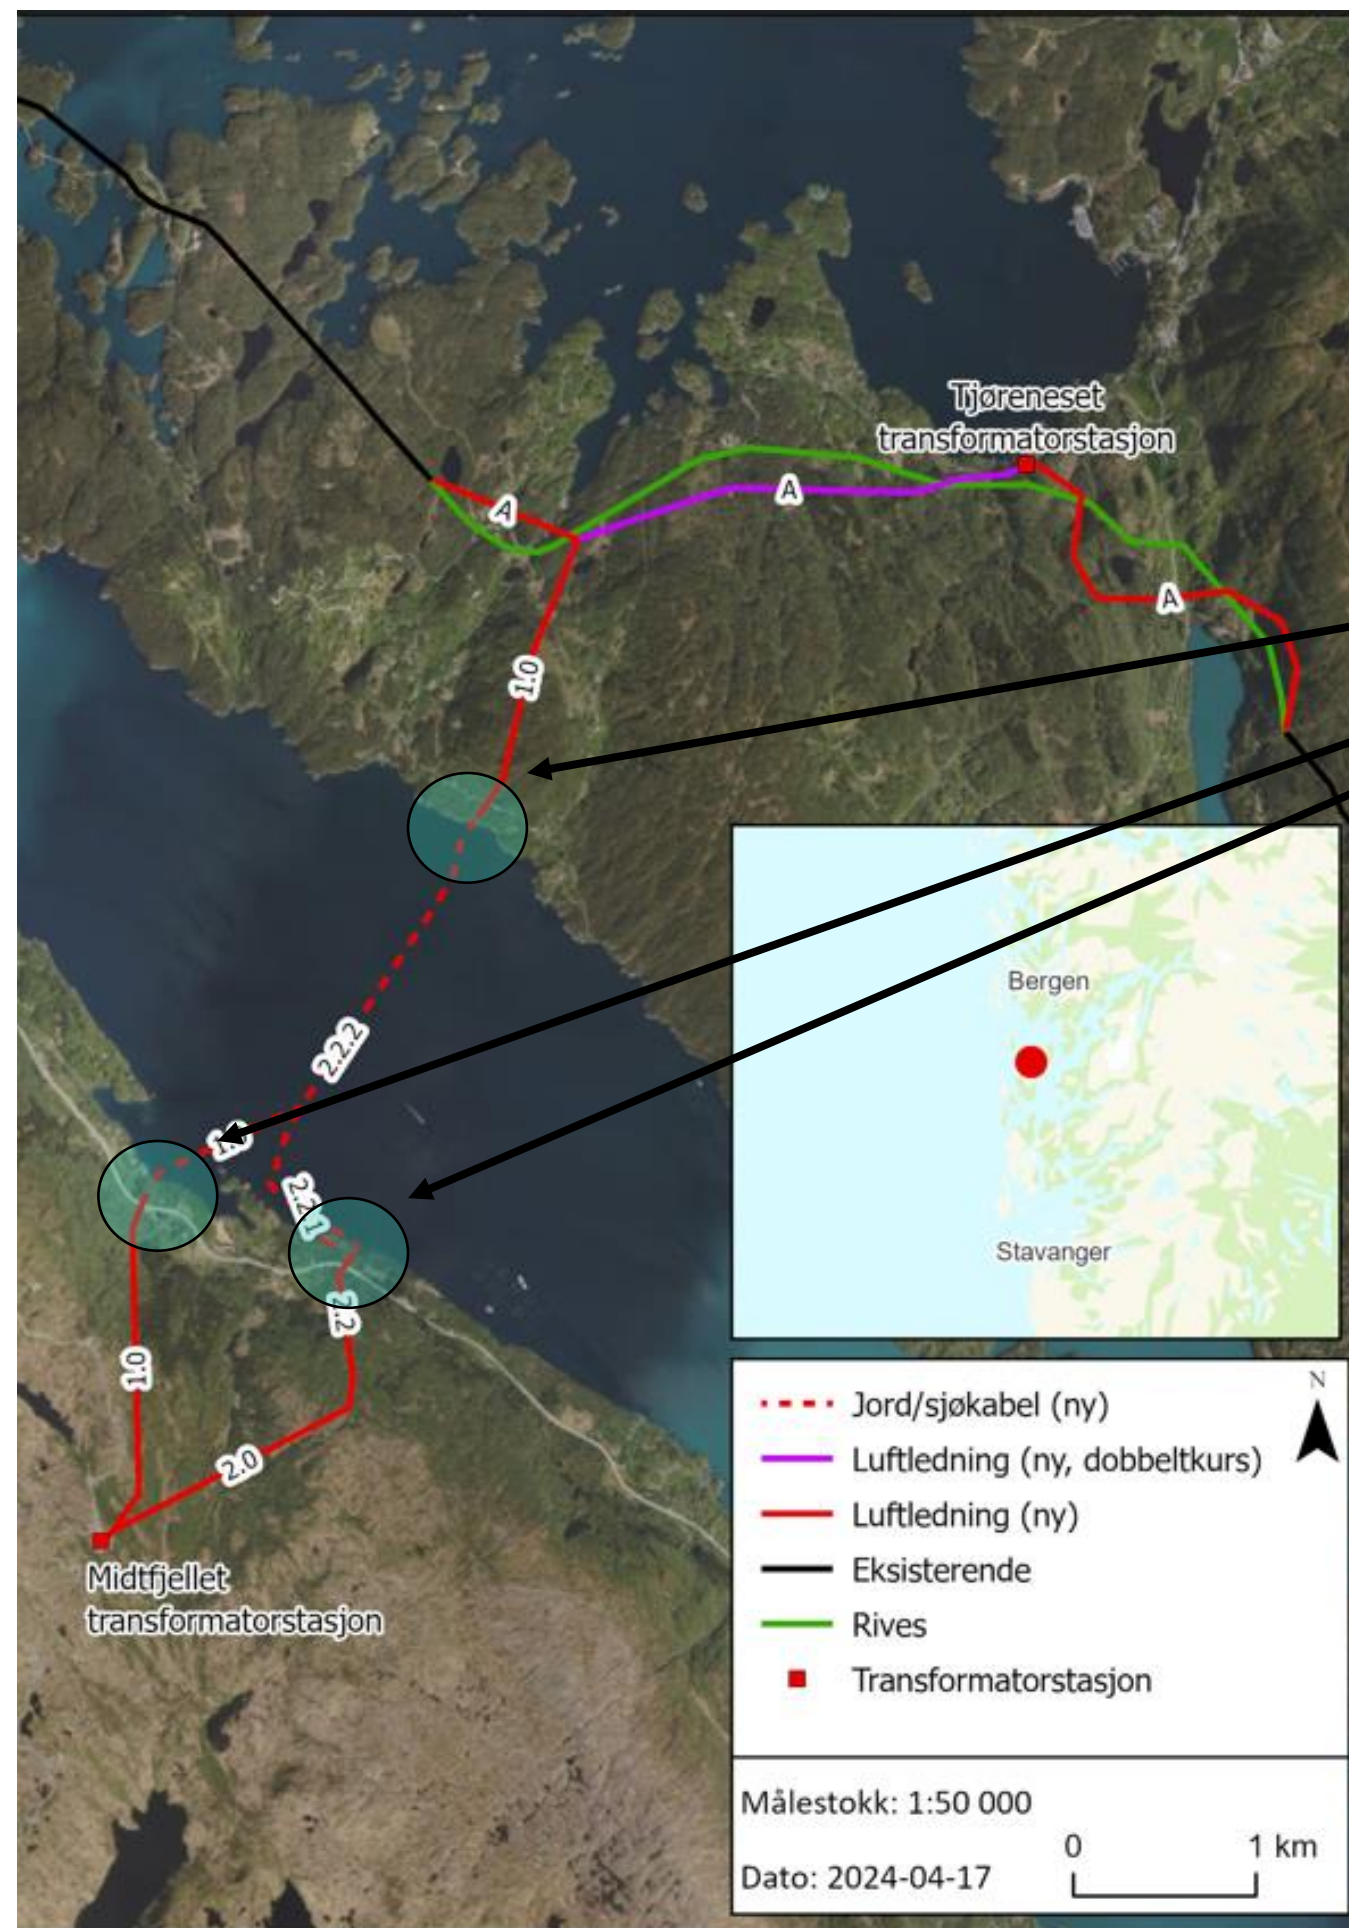 Tjøreneset
transformatorstasjon
A
A
A
1.0
2.2.2
2.2.1
2.2
1.0
2.0
Midtfjellet
transformatorstasjon
Bergen
Stavanger
N
Jord/sjøkabel (ny)
Luftledning (ny, dobbeltkurs)
Luftledning (ny)
Eksisterende
Rives
Transformatorstasjon
Målestokk: 1:50 000
0 1 km
Dato: 2024-04-17